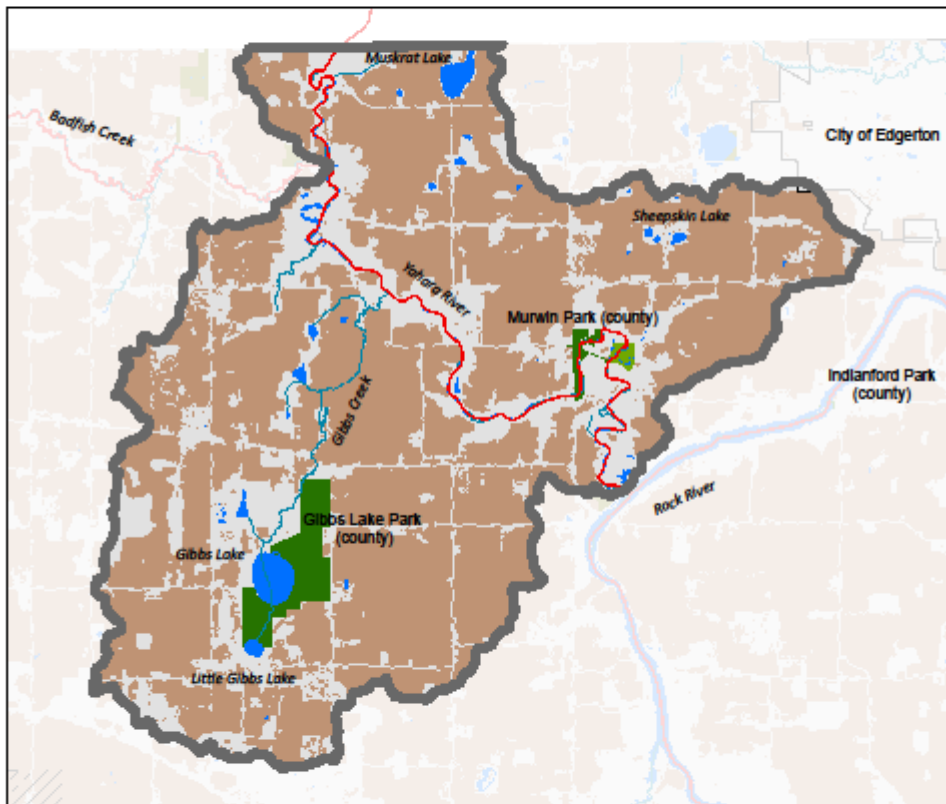 Muskrat Lake
Badfish Creek
City of Edgerton
Sheepskin Lake
Yahara River
Murwin Park (county)
Indianford Park
(county)
Gibbs Creek
Rock River
Gibbs Lake Park
(county)
Gibbs Lake
Little Gibbs Lake